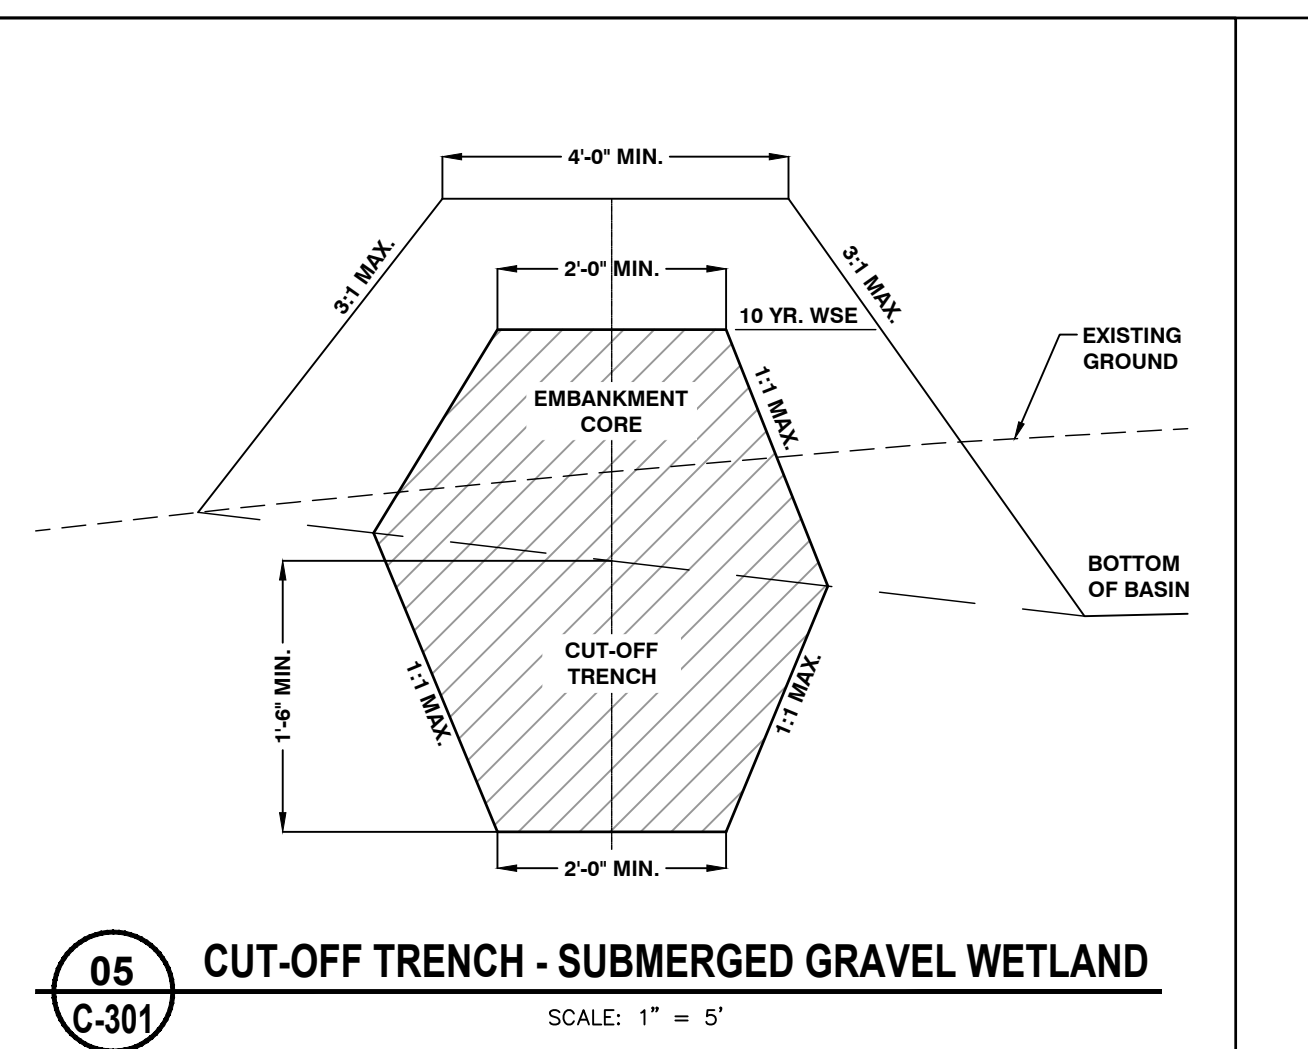 4'-0" MIN.
3:1 MAX.
2'-0" MIN.
3:1 MAX.
10 YR. WSE
EXISTING
GROUND
EMBANKMENT
CORE
1:1 MAX.
BOTTOM
OF BASIN
1'-6" MIN.
CUT-OFF
TRENCH
1:1 MAX.
1:1 MAX.
2'-0" MIN.
05
C-301
CUT-OFF TRENCH - SUBMERGED GRAVEL WETLAND
SCALE: 1” = 5’